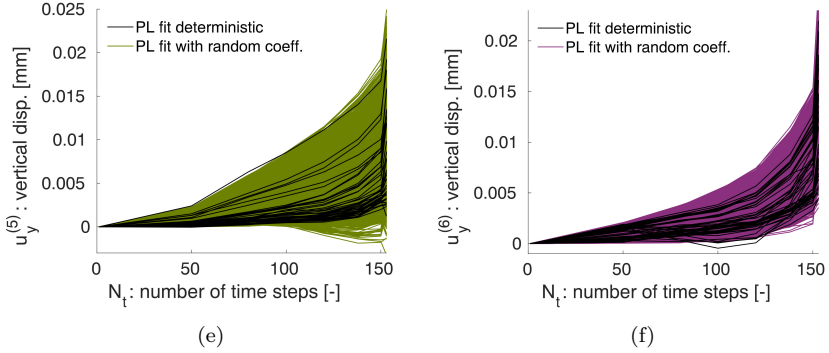 0.025
0.02
0.015
0.01
0.005
0
PL fit deterministic
PL fit with random coeff.
u_y^(5) : vertical disp. [mm]
0 50 100 150
N_t : number of time steps [-]
(e)
0.02
0.015
0.01
0.005
0
PL fit deterministic
PL fit with random coeff.
u_y^(6) : vertical disp. [mm]
0 50 100 150
N_t : number of time steps [-]
(f)